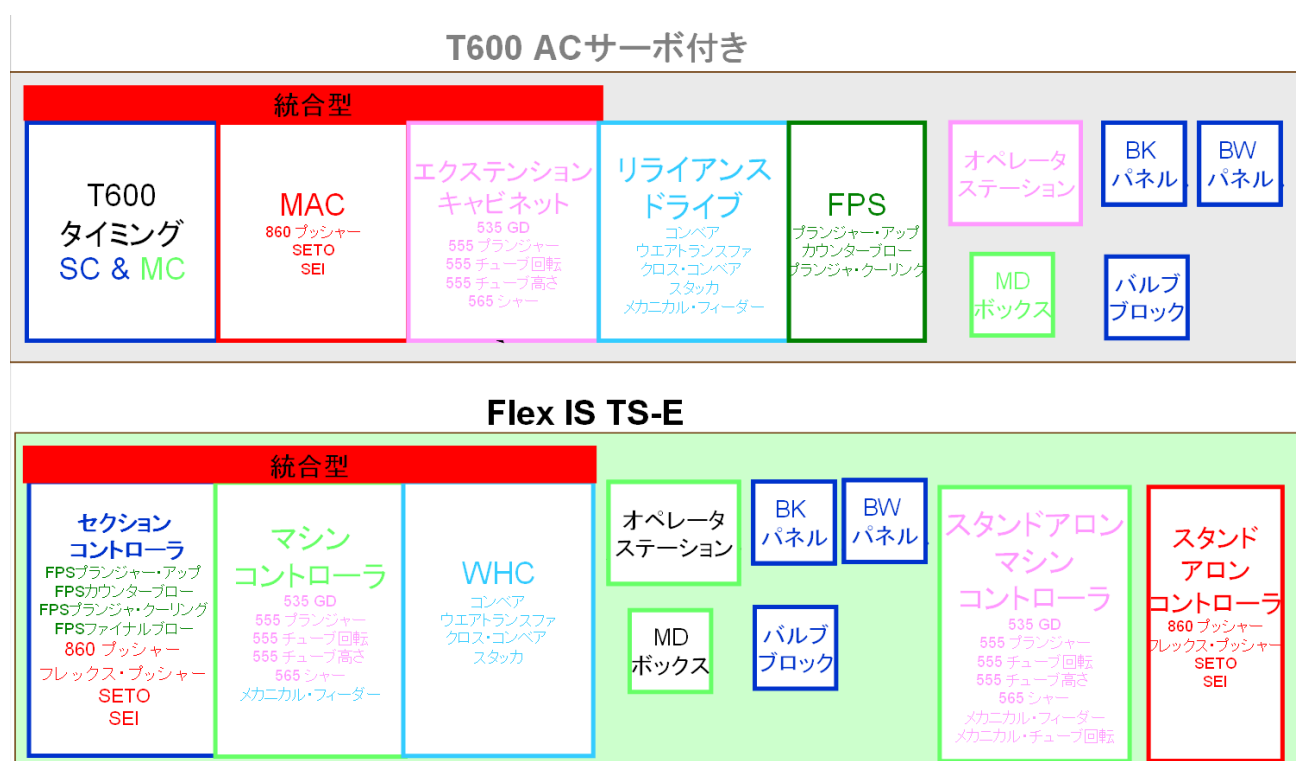 T600 ACサーボ付き
統合型
T600
タイミング
SC & MC
MAC
860 プッシャー
SETO
SEI
エクステンション
キャビネット
535 GD
555 プランジャー
555 チューブ回転
555 チューブ高さ
565 シャー
リライアンス
ドライブ
コンベア
ウエアトランスファ
クロス・コンベア
スタッカ
メカニカル・フィーダー
FPS
プランジャー・アップ
カウンターブロー
プランジャ・クーリング
オペレータ
ステーション
BK
パネル
BW
パネル
MD
ボックス
バルブ
ブロック
Flex IS TS-E
統合型
セクション
コントローラ
FPSプランジャー・アップ
FPSカウンターブロー
FPSプランジャ・クーリング
FPSファイナルブロー
860 プッシャー
フレックス・プッシャー
SETO
SEI
マシン
コントローラ
535 GD
555 プランジャー
555 チューブ回転
555 チューブ高さ
565 シャー
メカニカル・フィーダー
WHC
コンベア
ウエアトランスファ
クロス・コンベア
スタッカ
オペレータ
ステーション
BK
パネル
BW
パネル
MD
ボックス
バルブ
ブロック
スタンドアロン
マシン
コントローラ
535 GD
555 プランジャー
555 チューブ回転
555 チューブ高さ
565 シャー
メカニカル・フィーダー
メカニカル・チューブ回転
スタンド
アロン
コントローラ
860 プッシャー
フレックス・プッシャー
SETO
SEI